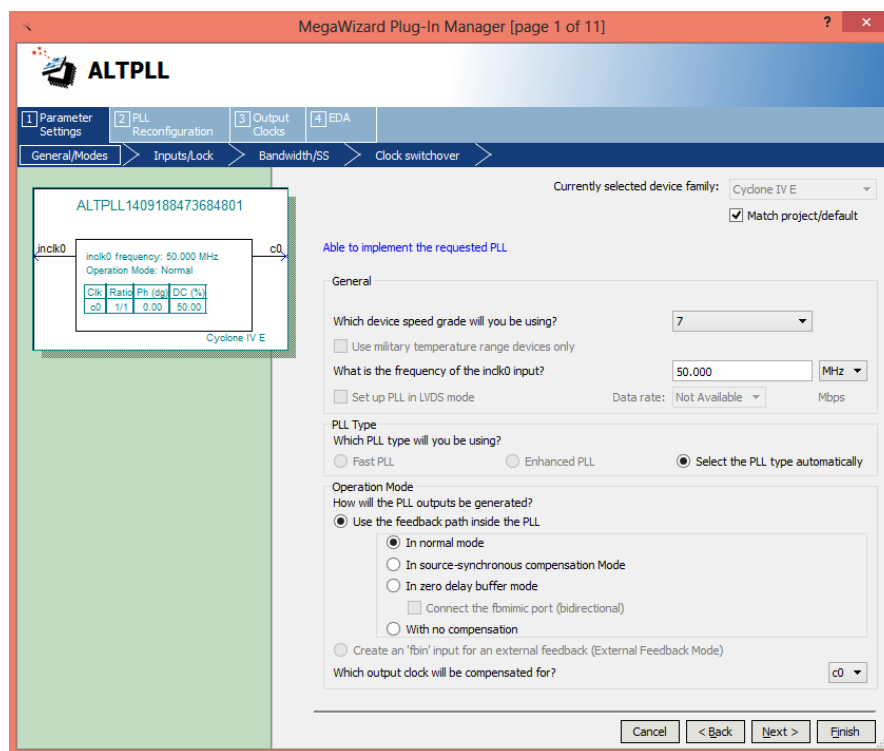 MegaWizard Plug-In Manager [page 1 of 11]
? ×
ALTPLL
1 Parameter Settings
2 PLL Reconfiguration
3 Output Clocks
4 EDA
General/Modes
Inputs/Lock
Bandwidth/SS
Clock switchover
ALTPLL1409188473684801
inclk0
c0
inclk0 frequency: 50.000 MHz
Operation Mode: Normal
Clk Ratio Ph (dg) DC (%)
c0 1/1 0.00 50.00
Cyclone IV E
Currently selected device family: Cyclone IV E
Match project/default
Able to implement the requested PLL
General
Which device speed grade will you be using? 7
Use military temperature range devices only
What is the frequency of the inclk0 input? 50.000 MHz
Set up PLL in LVDS mode Data rate: Not Available Mbps
PLL Type
Which PLL type will you be using?
Fast PLL Enhanced PLL Select the PLL type automatically
Operation Mode
How will the PLL outputs be generated?
Use the feedback path inside the PLL
In normal mode
In source-synchronous compensation Mode
In zero delay buffer mode
Connect the fbmimic port (bidirectional)
With no compensation
Create an 'fbin' input for an external feedback (External Feedback Mode)
Which output clock will be compensated for? c0
Cancel < Back Next > Finish